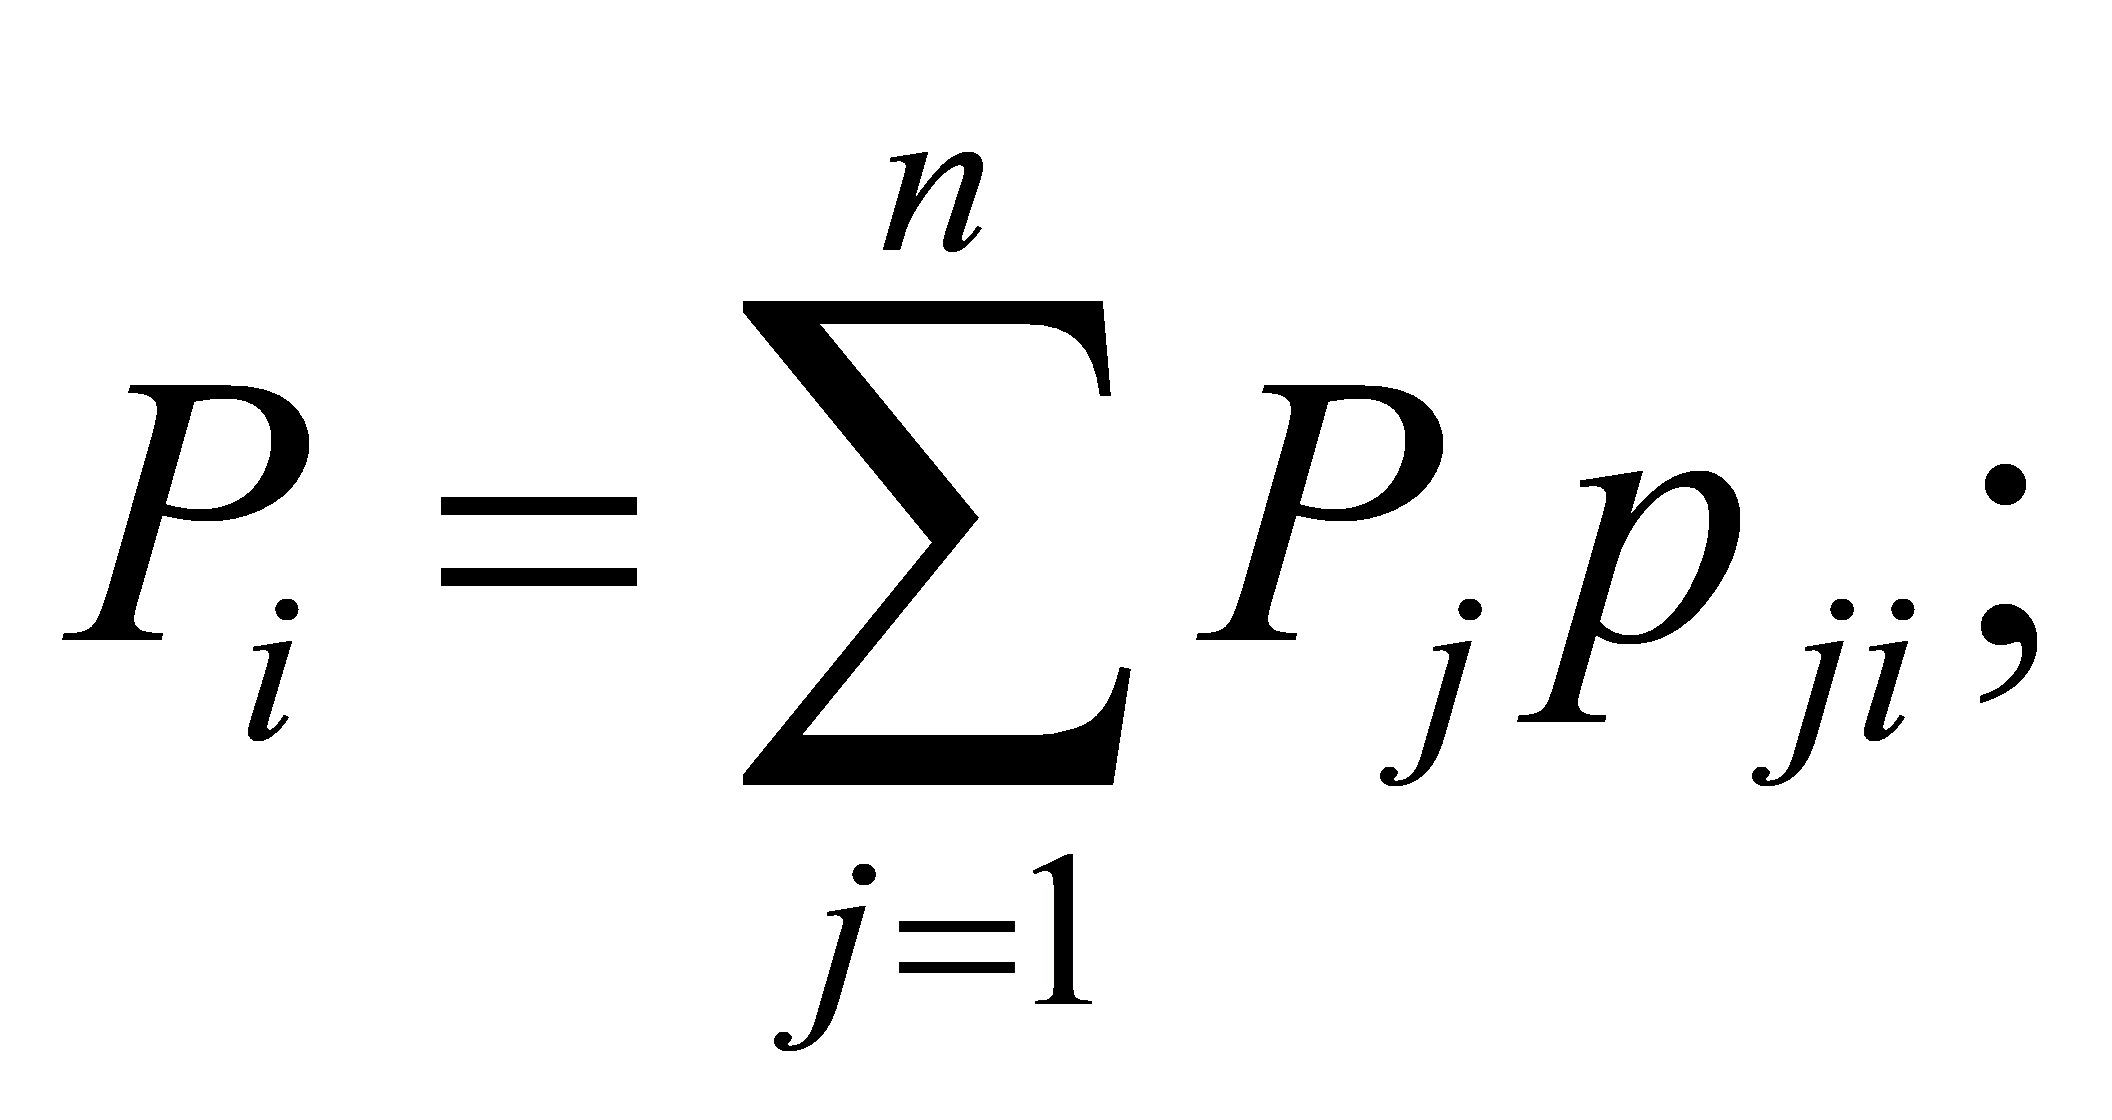 P_i = \sum_{j=1}^{n} P_j p_{ji};